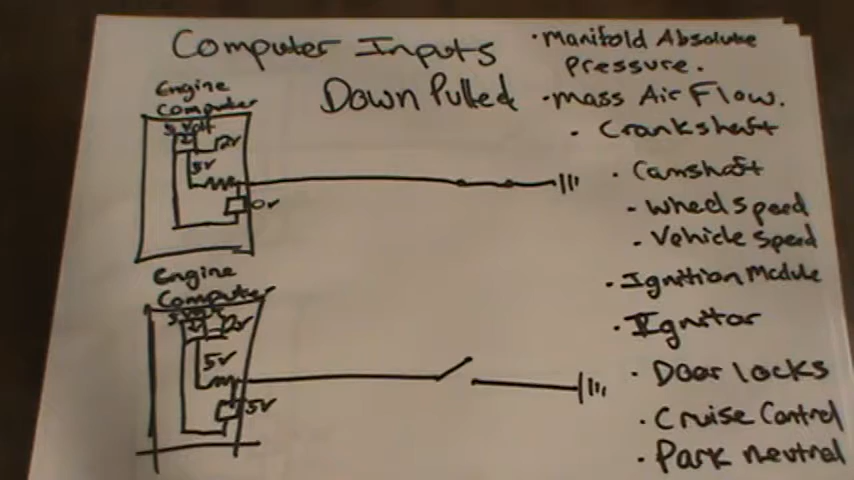 Computer Inputs
Down Pulled
Engine
Computer
5 Volt
12v
5v
0v
Engine
Computer
5v
5v
• Manifold Absolute
Pressure.
• mass Air Flow.
• Crankshaft
• Camshaft
• Wheel speed
• Vehicle speed
• Ignition Module
• Ignitor
• Door locks
• Cruise Control
• Park neutral